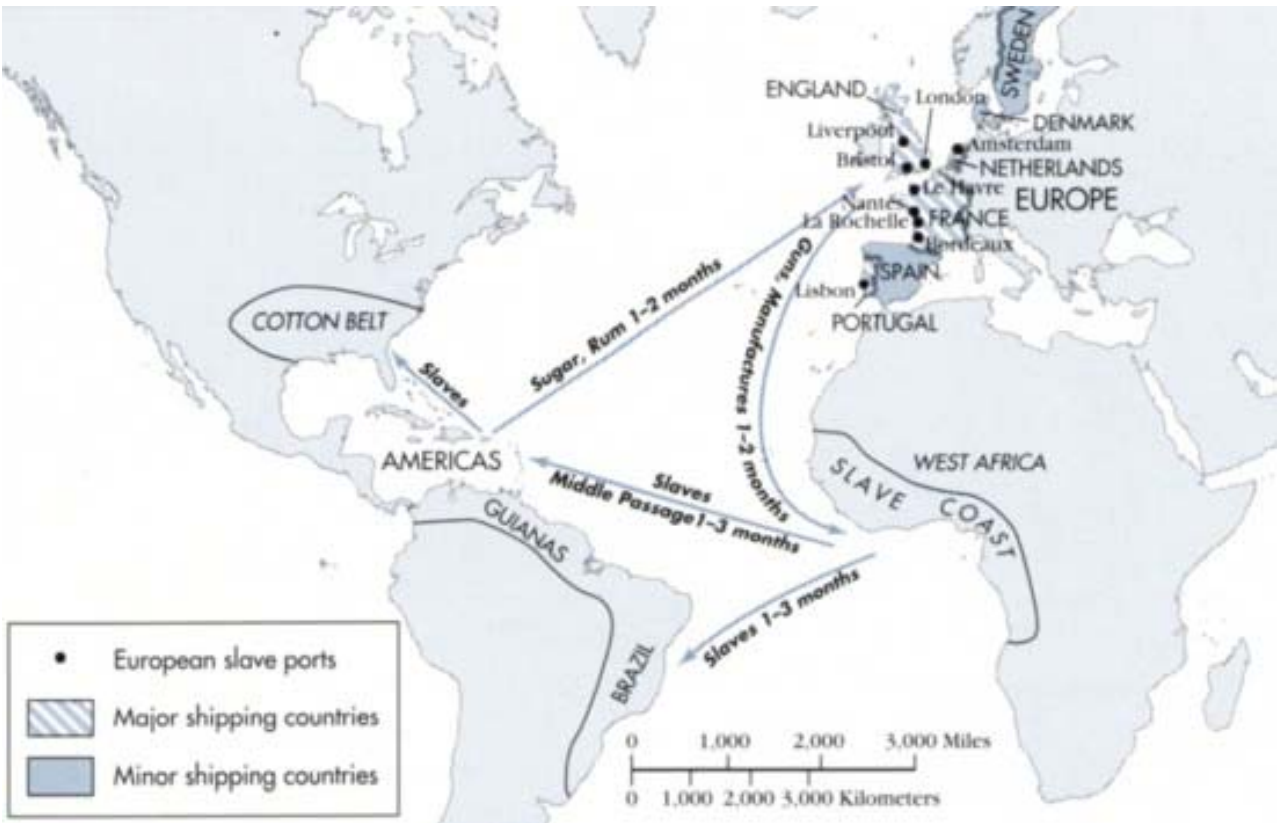 SWEDEN
ENGLAND
London
DENMARK
Liverpool
Amsterdam
Bristol
NETHERLANDS
Le Havre
EUROPE
Nantes
La Rochelle
FRANCE
Bordeaux
SPAIN
Lisbon
PORTUGAL
COTTON BELT
Sugar, Rum 1–2 months
Guns, Manufactures 1–2 months
Slaves
AMERICAS
WEST AFRICA
SLAVE COAST
Slaves
Middle Passage 1–3 months
GUIANAS
Slaves 1–3 months
BRAZIL
European slave ports
Major shipping countries
Minor shipping countries
0 1,000 2,000 3,000 Miles
0 1,000 2,000 3,000 Kilometers